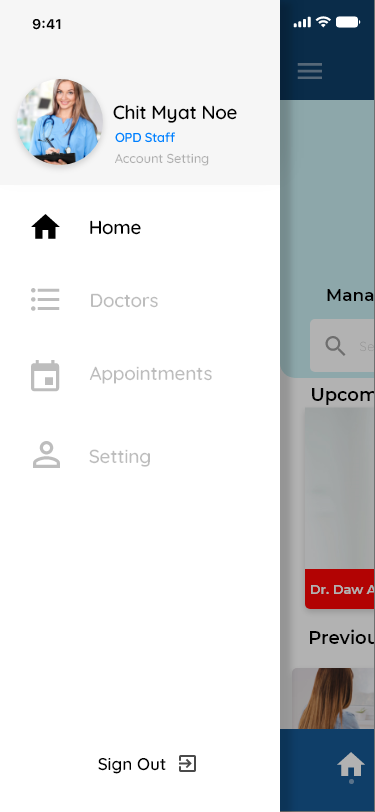 9:41
Chit Myat Noe
OPD Staff
Account Setting
Home
Doctors
Appointments
Setting
Sign Out
Mana
Se
Upcom
Dr. Daw A
Previou